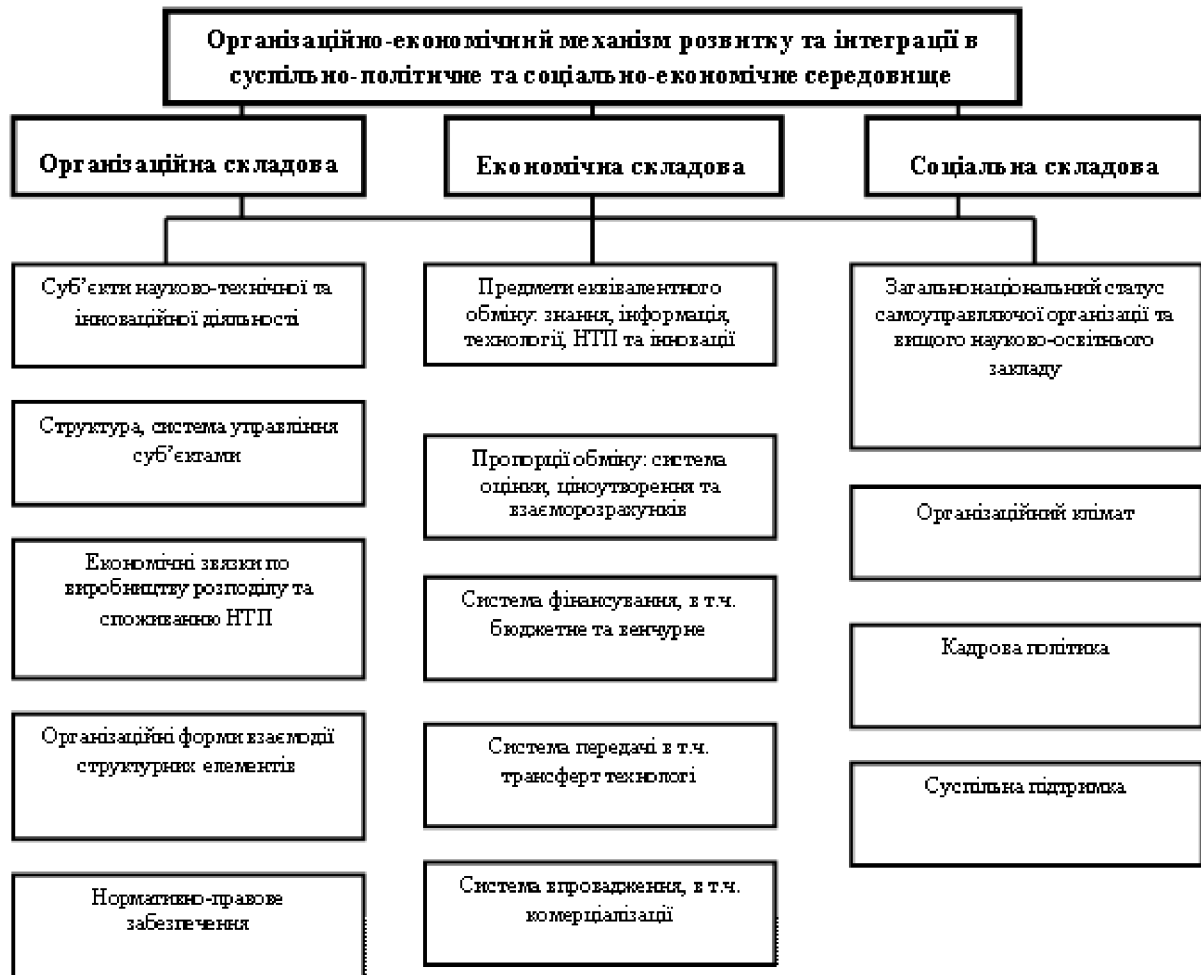 Організаційно-економічний механізм розвитку та інтеграції в
суспільно-політичне та соціально-економічне середовище
Організаційна складова
Економічна складова
Соціальна складова
Суб’єкти науково-технічної та
інноваційної діяльності
Структура, система управління
суб’єктами
Економічні звязки по
виробництву розподілу та
споживанню НТП
Організаційні форми взаємодії
структурних елементів
Нормативно-правове
забезпечення
Предмети еквівалентного
обміну: знання, інформація,
технології, НТП та інновації
Пропорції обміну: система
оцінки, ціноутворення та
взаєморозрахунків
Система фінансування, в т.ч.
бюджетне та венчурне
Система передачі в т.ч.
трансферт технологі
Система впровадження, в т.ч.
комерціалізації
Загальнонаціональний статус
самоуправляючої організації та
вищого науково-освітнього
закладу
Організаційний клімат
Кадрова політика
Суспільна підтримка